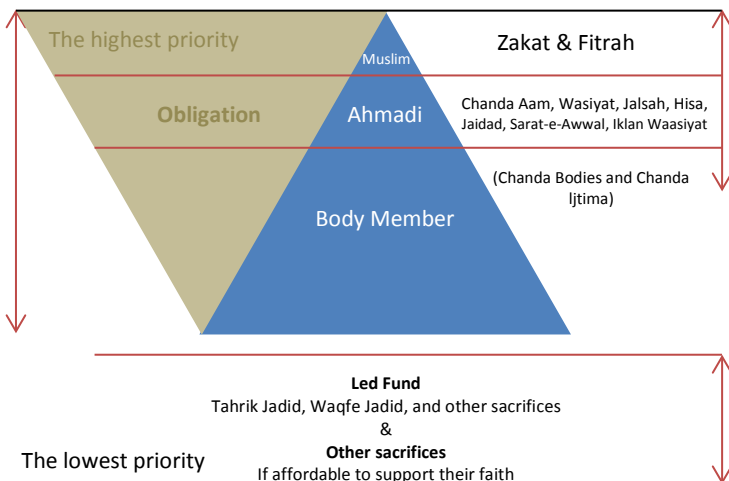 The highest priority
Muslim
Zakat & Fitrah
Obligation
Ahmadi
Chanda Aam, Wasiyat, Jalsah, Hisa,
Jaidad, Sarat-e-Awwal, Iklan Waasiyat
Body Member
(Chanda Bodies and Chanda
Ijtima)
Led Fund
Tahrik Jadid, Waqfe Jadid, and other sacrifices
&
Other sacrifices
The lowest priority
If affordable to support their faith